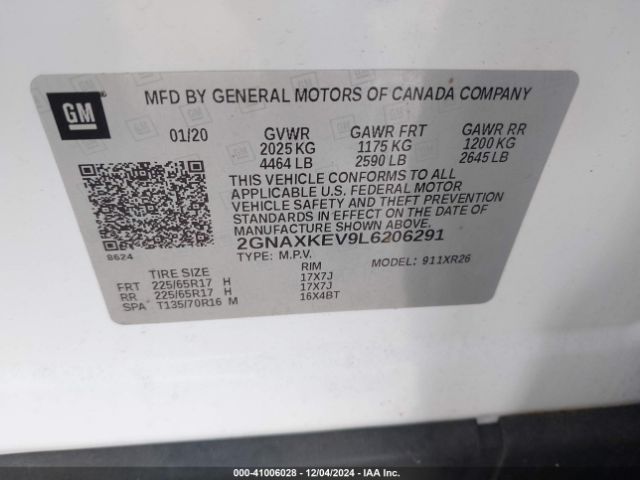 GM
MFD BY GENERAL MOTORS OF CANADA COMPANY
01/20 GVWR GAWR FRT GAWR RR
2025 KG 1175 KG 1200 KG
4464 LB 2590 LB 2645 LB
THIS VEHICLE CONFORMS TO ALL
APPLICABLE U.S. FEDERAL MOTOR
VEHICLE SAFETY AND THEFT PREVENTION
STANDARDS IN EFFECT ON THE DATE OF
MANUFACTURE SHOWN ABOVE.
2GNAXKEV9L6206291
8624
TYPE: M.P.V. MODEL: 911XR26
TIRE SIZE RIM
FRT 225/65R17 H 17X7J
RR 225/65R17 H 17X7J
SPA T135/70R16 M 16X4BT
000-41006028 - 12/04/2024 - IAA Inc.